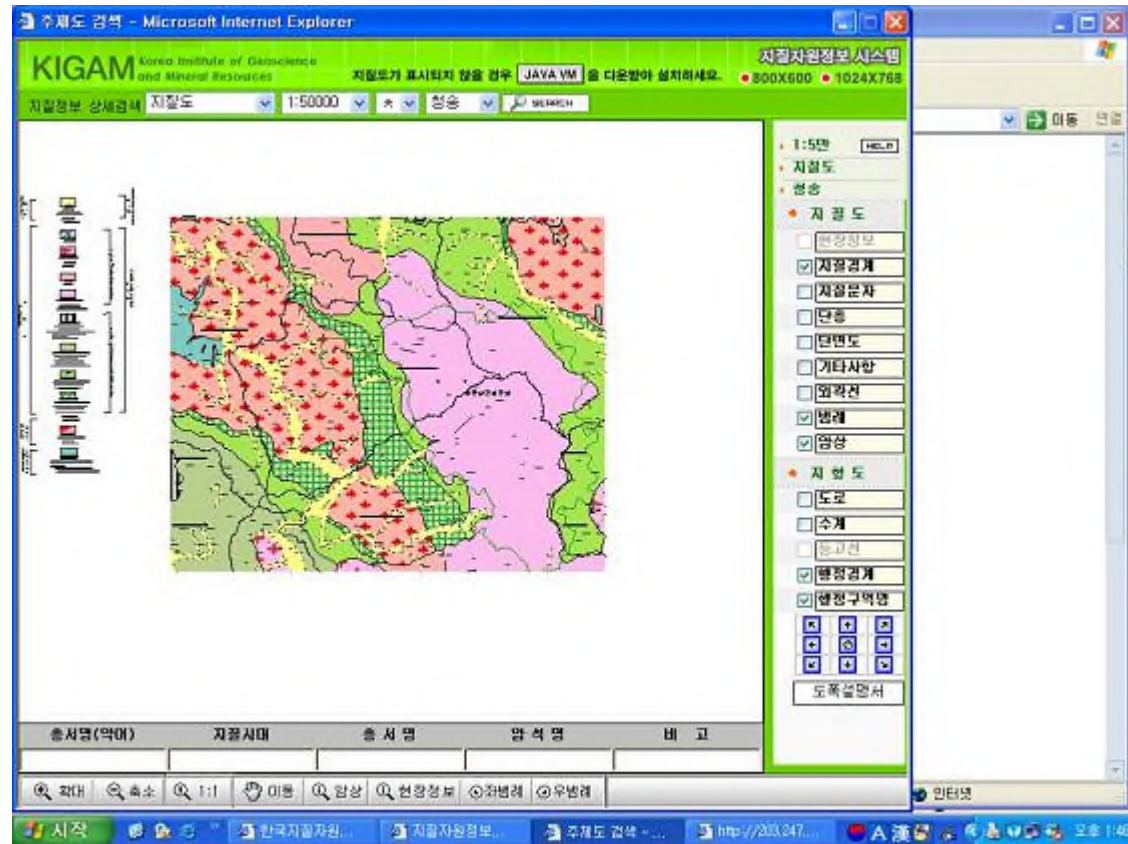 주제도 검색 - Microsoft Internet Explorer
KIGAM Korea Institute of Geoscience and Mineral Resources
지질도가 표시되지 않을 경우 JAVA VM 을 다운받아 설치하세요.
지질자원정보 시스템
800X600 1024X768
지질정보 상세검색 지질도 1:50000 * 청송 SEARCH
이동 연결
1:5만 HELP
지질도
청송
지 질 도
현장정보
지질경계
지질문자
단층
단면도
기타사항
외곽선
범례
암상
지 형 도
도로
수계
등고선
행정경계
행정구역명
도폭설명서
층서명(약어) 지질시대 층 서 명 암 석 명 비 고
확대 축소 1:1 이동 암상 현장정보 좌범례 우범례
인터넷
시작 한국지질자원... 지질자원정보... 주제도 검색 -... http://203,247,... A 漢 오후 1:46